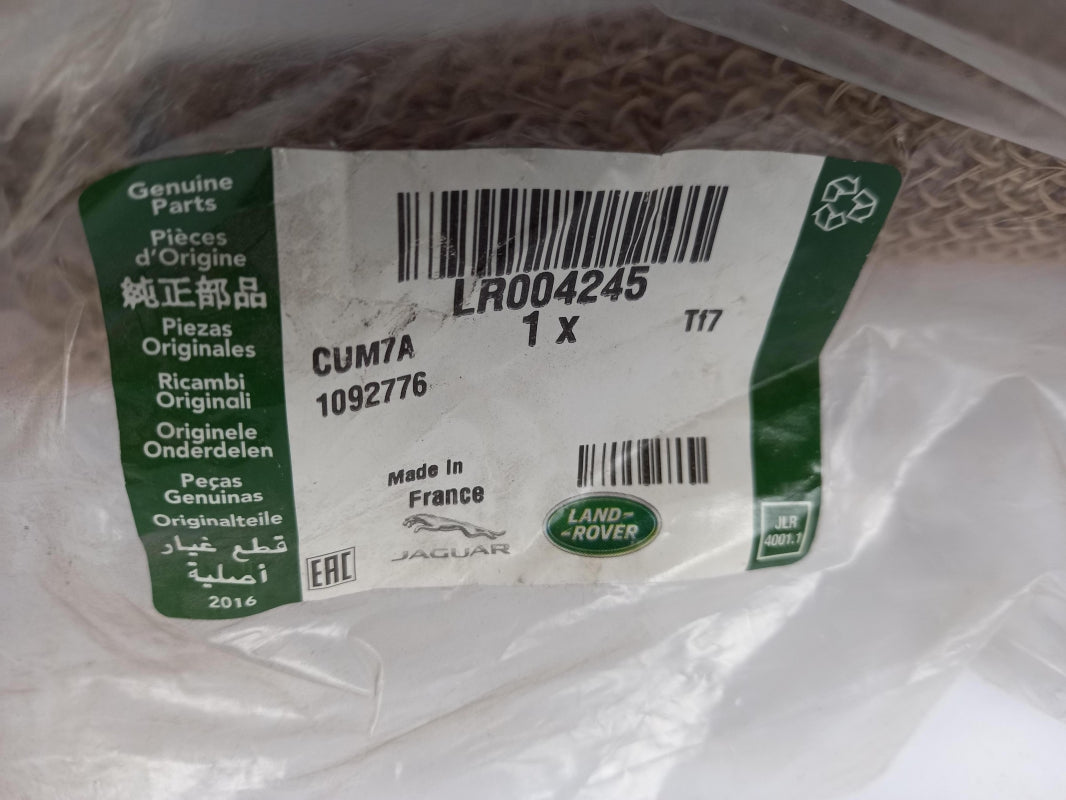 Genuine
Parts
Pièces
d'Origine
純正部品
Piezas
Originales
Ricambi
Originali
Originele
Onderdelen
Peças
Genuinas
Originalteile
قطع غيار
أصلية
2016
LR004245
1 x
Tf7
CUM7A
1092776
Made In
France
JAGUAR
LAND-
-ROVER
EAC
JLR
4001.1